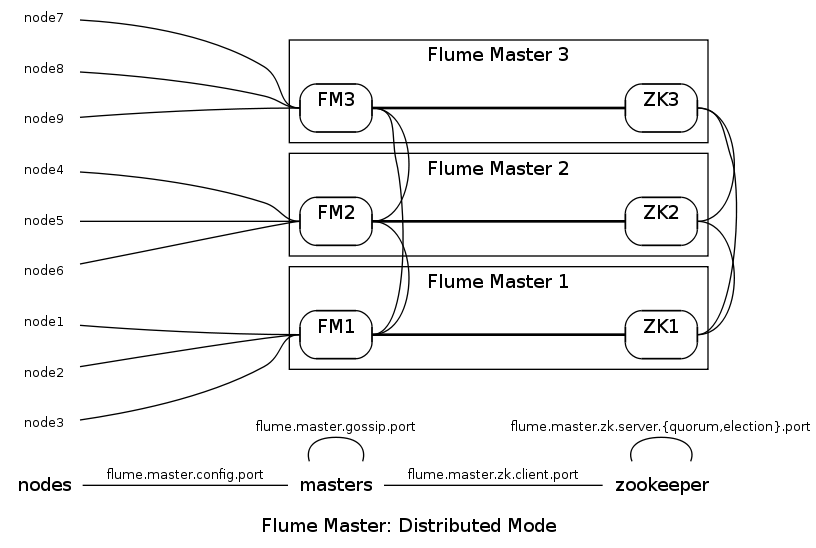 node7
Flume Master 3
node8
FM3
ZK3
node9
node4
Flume Master 2
node5
FM2
ZK2
node6
Flume Master 1
node1
FM1
ZK1
node2
node3
flume.master.gossip.port
flume.master.zk.server.{quorum,election}.port
flume.master.config.port
flume.master.zk.client.port
nodes
masters
zookeeper
Flume Master: Distributed Mode